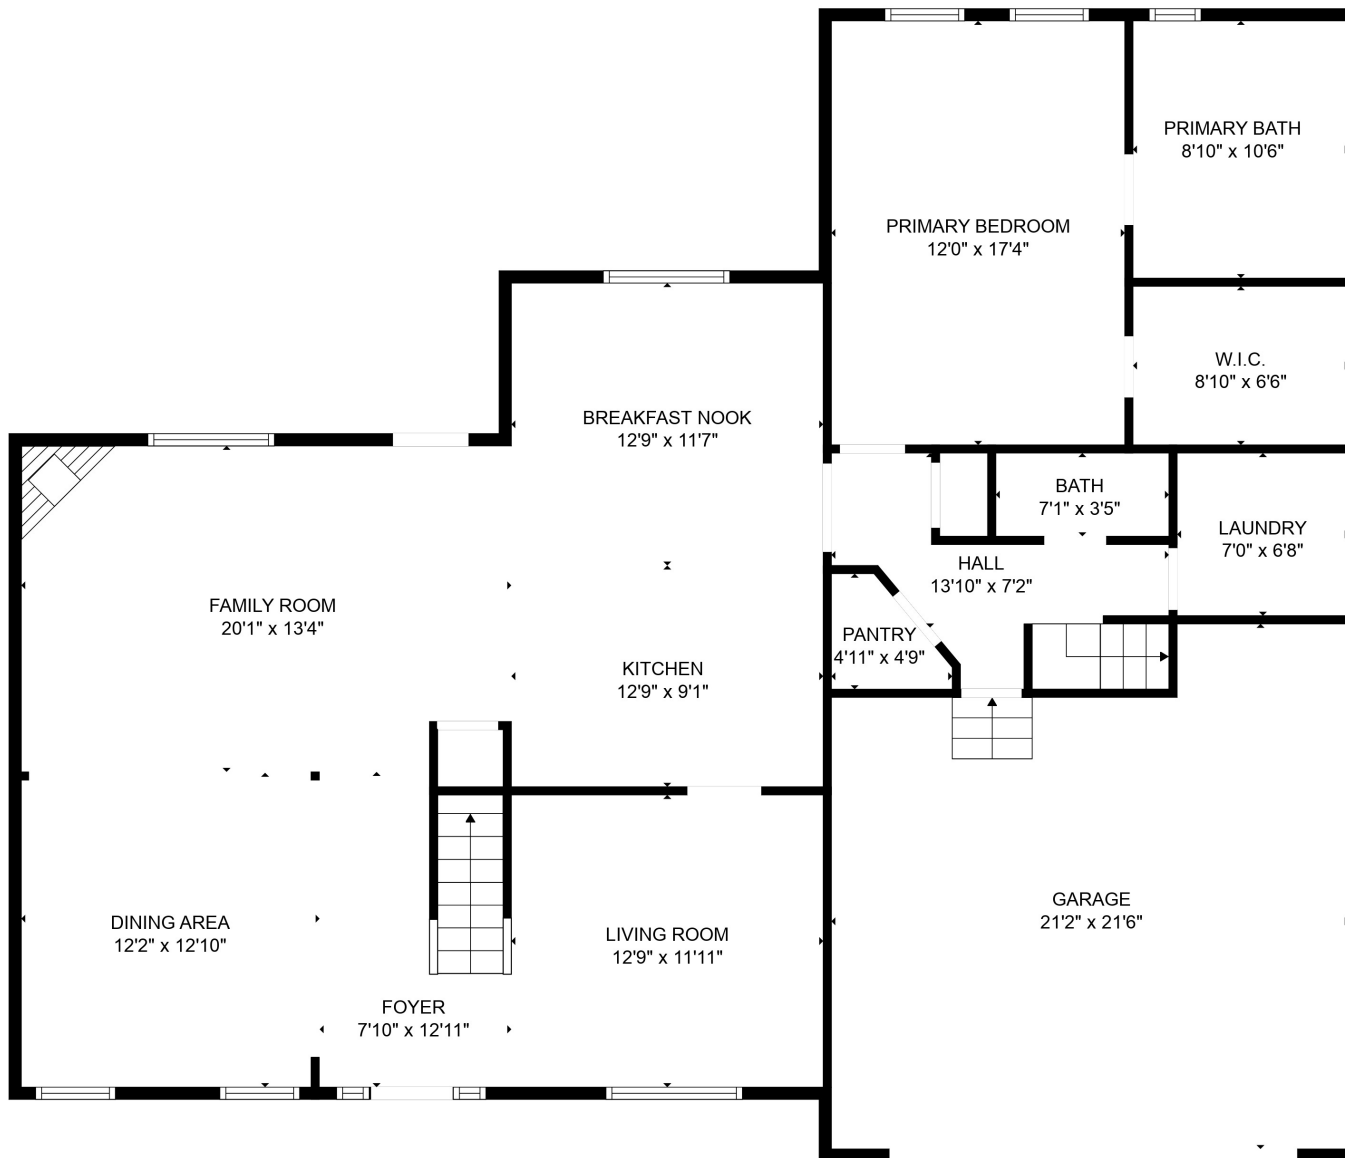 PRIMARY BATH
8'10" x 10'6"
PRIMARY BEDROOM
12'0" x 17'4"
W.I.C.
8'10" x 6'6"
BREAKFAST NOOK
12'9" x 11'7"
BATH
7'1" x 3'5"
LAUNDRY
7'0" x 6'8"
HALL
13'10" x 7'2"
FAMILY ROOM
20'1" x 13'4"
PANTRY
4'11" x 4'9"
KITCHEN
12'9" x 9'1"
GARAGE
21'2" x 21'6"
DINING AREA
12'2" x 12'10"
LIVING ROOM
12'9" x 11'11"
FOYER
7'10" x 12'11"